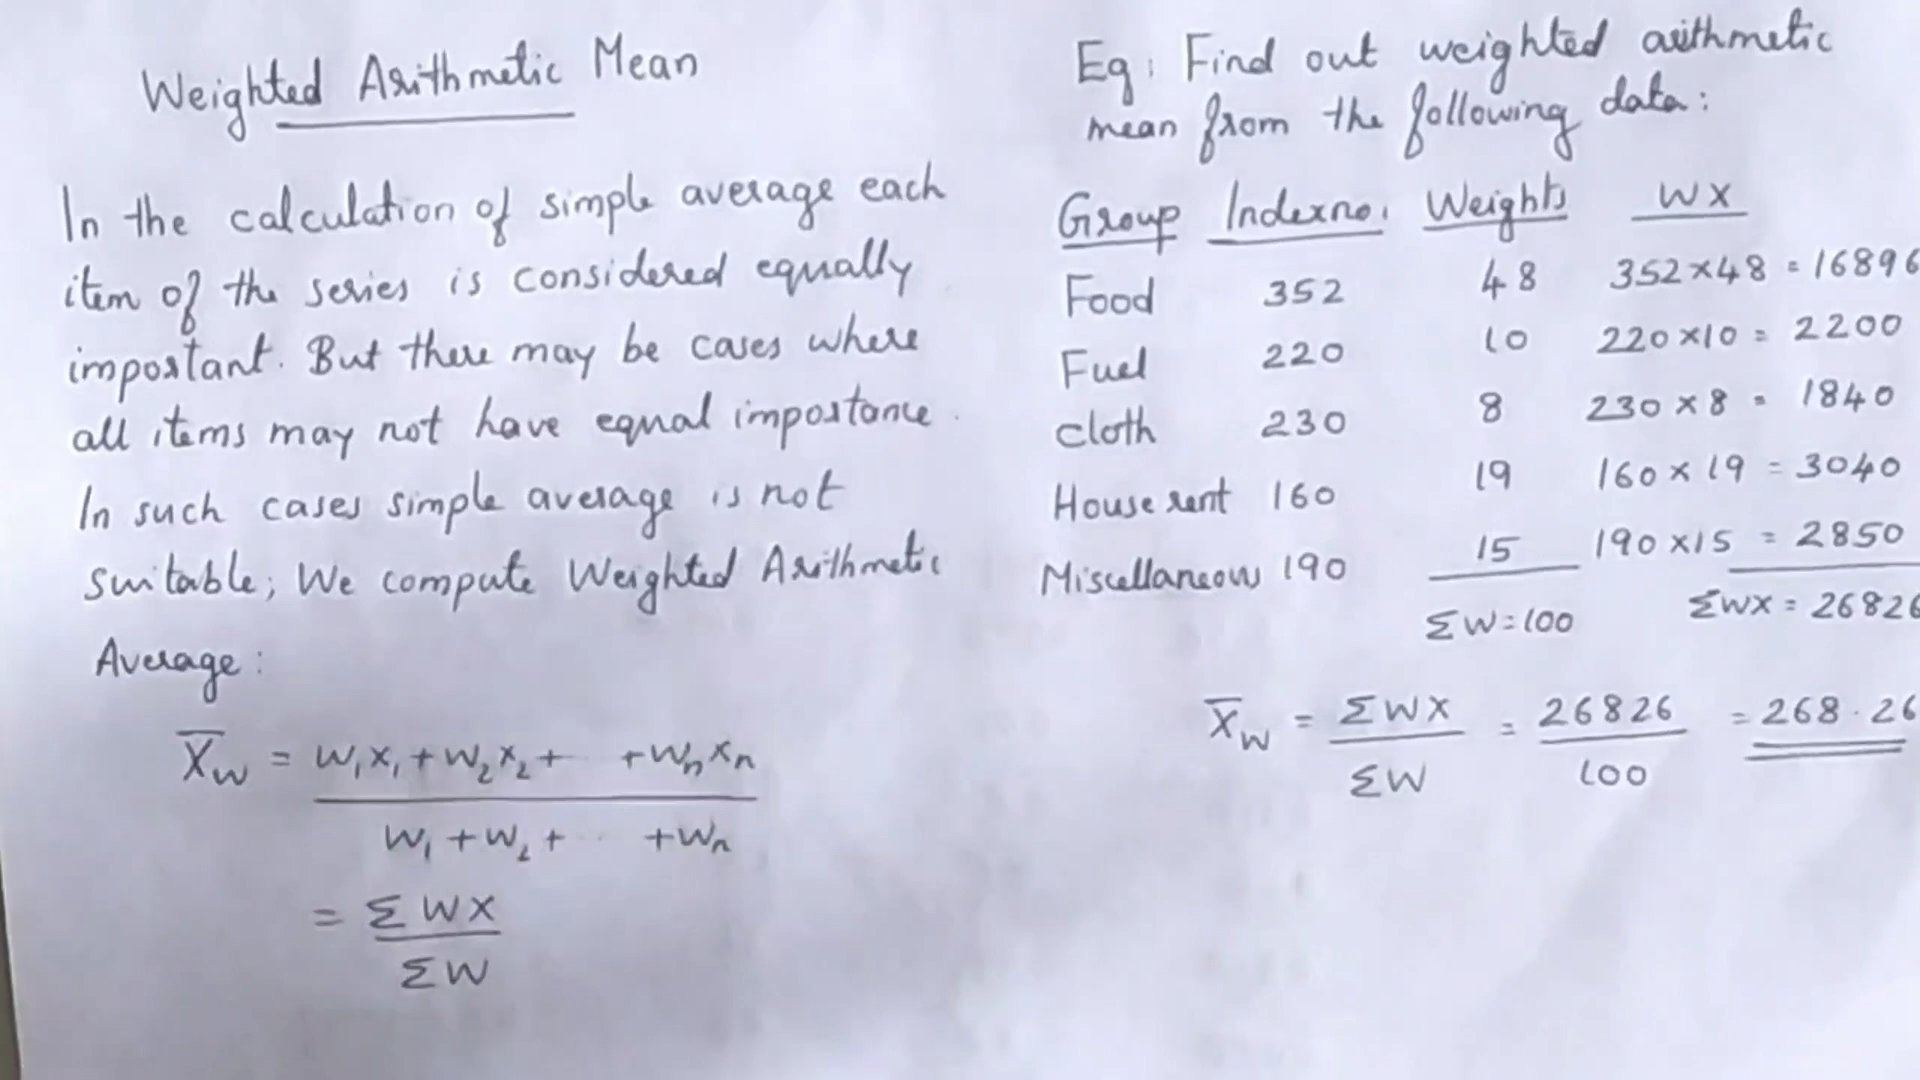 Weighted Arithmetic Mean
In the calculation of simple average each
item of the series is considered equally
important. But there may be cases where
all items may not have equal importance.
In such cases simple average is not
suitable; We compute Weighted Arithmetic
Average:
X̅w = W₁X₁ + W₂X₂ + ... + WnXn
W₁ + W₂ + ... + Wn
= ΣWX
ΣW
Eg: Find out weighted arithmetic
mean from the following data:
Group Index no. Weights WX
Food 352 48 352 × 48 = 16896
Fuel 220 10 220 × 10 = 2200
cloth 230 8 230 × 8 = 1840
House rent 160 19 160 × 19 = 3040
Miscellaneous 190 15 190 × 15 = 2850
ΣW = 100 ΣWX = 26826
X̅w = ΣWX = 26826 = 268.26
ΣW 100